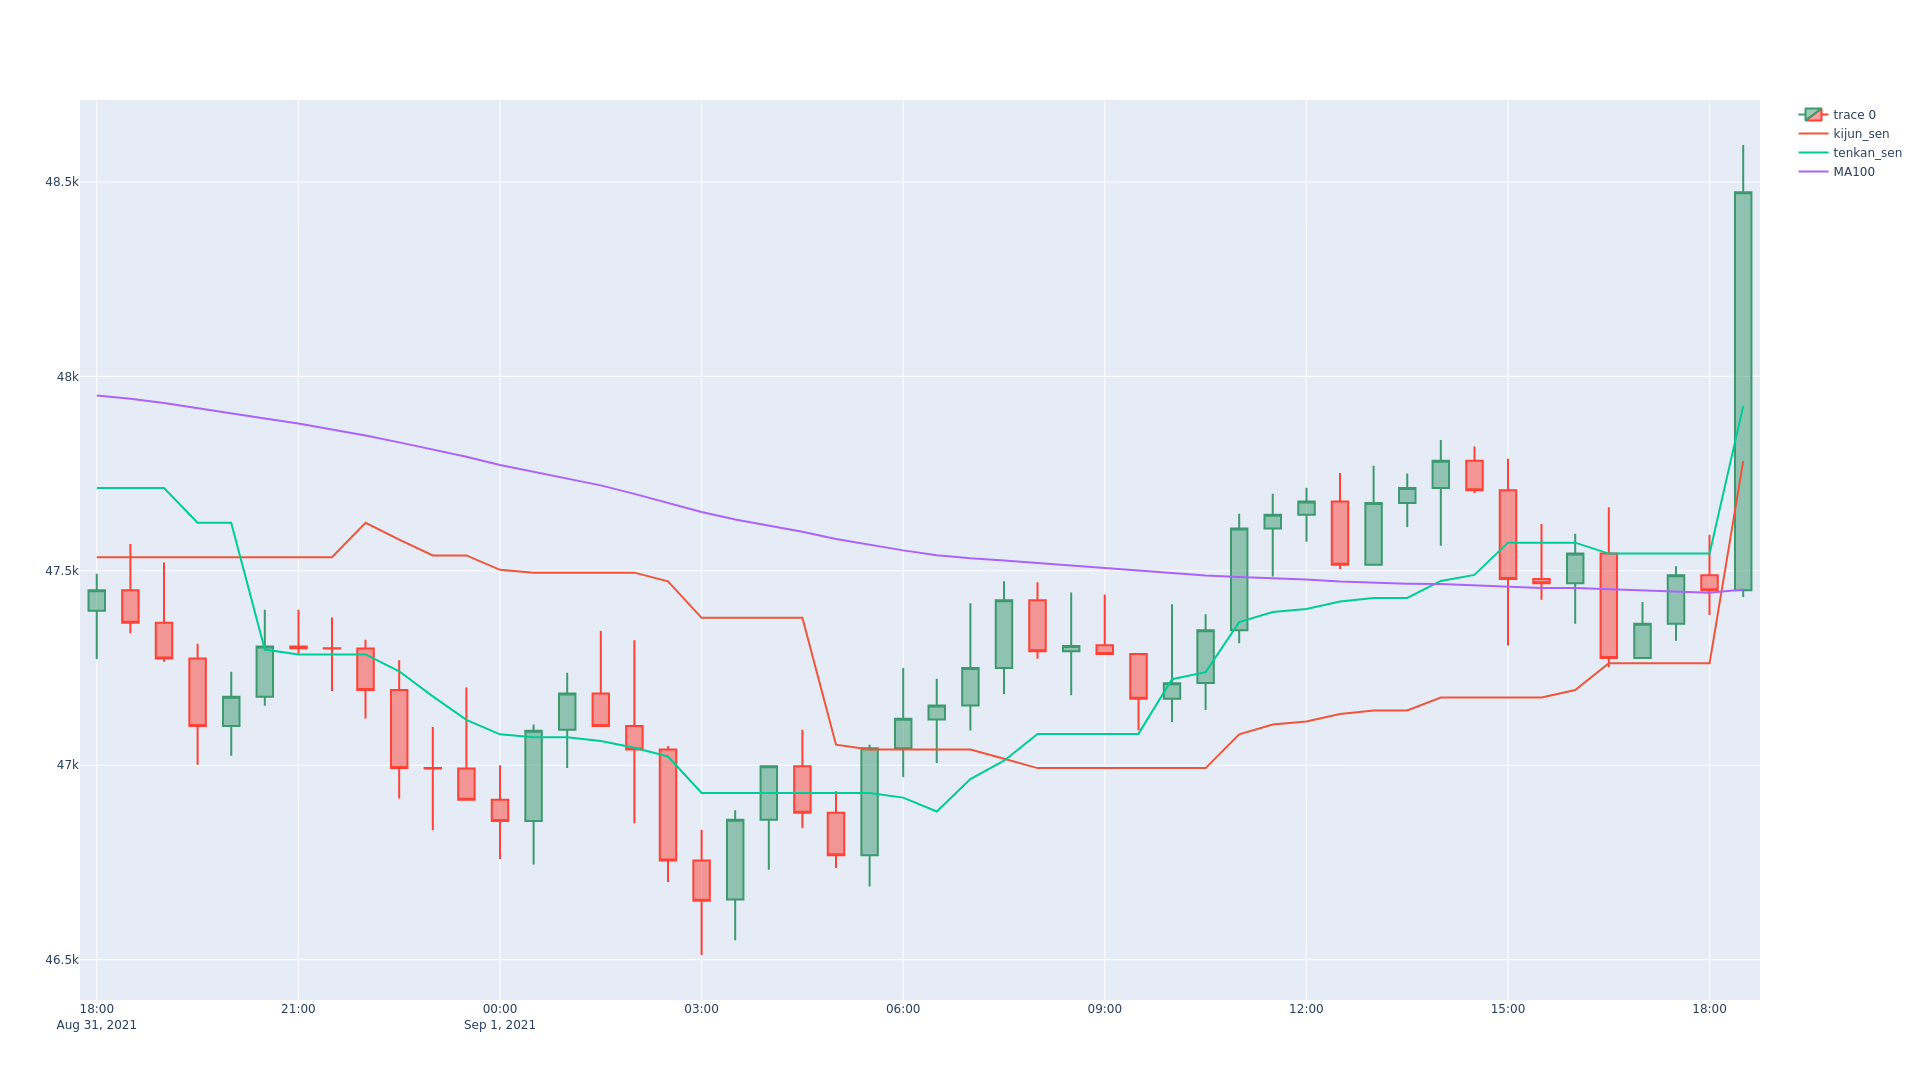 trace 0
kijun_sen
tenkan_sen
MA100
48.5k
48k
47.5k
47k
46.5k
18:00 21:00 00:00 03:00 06:00 09:00 12:00 15:00 18:00
Aug 31, 2021 Sep 1, 2021